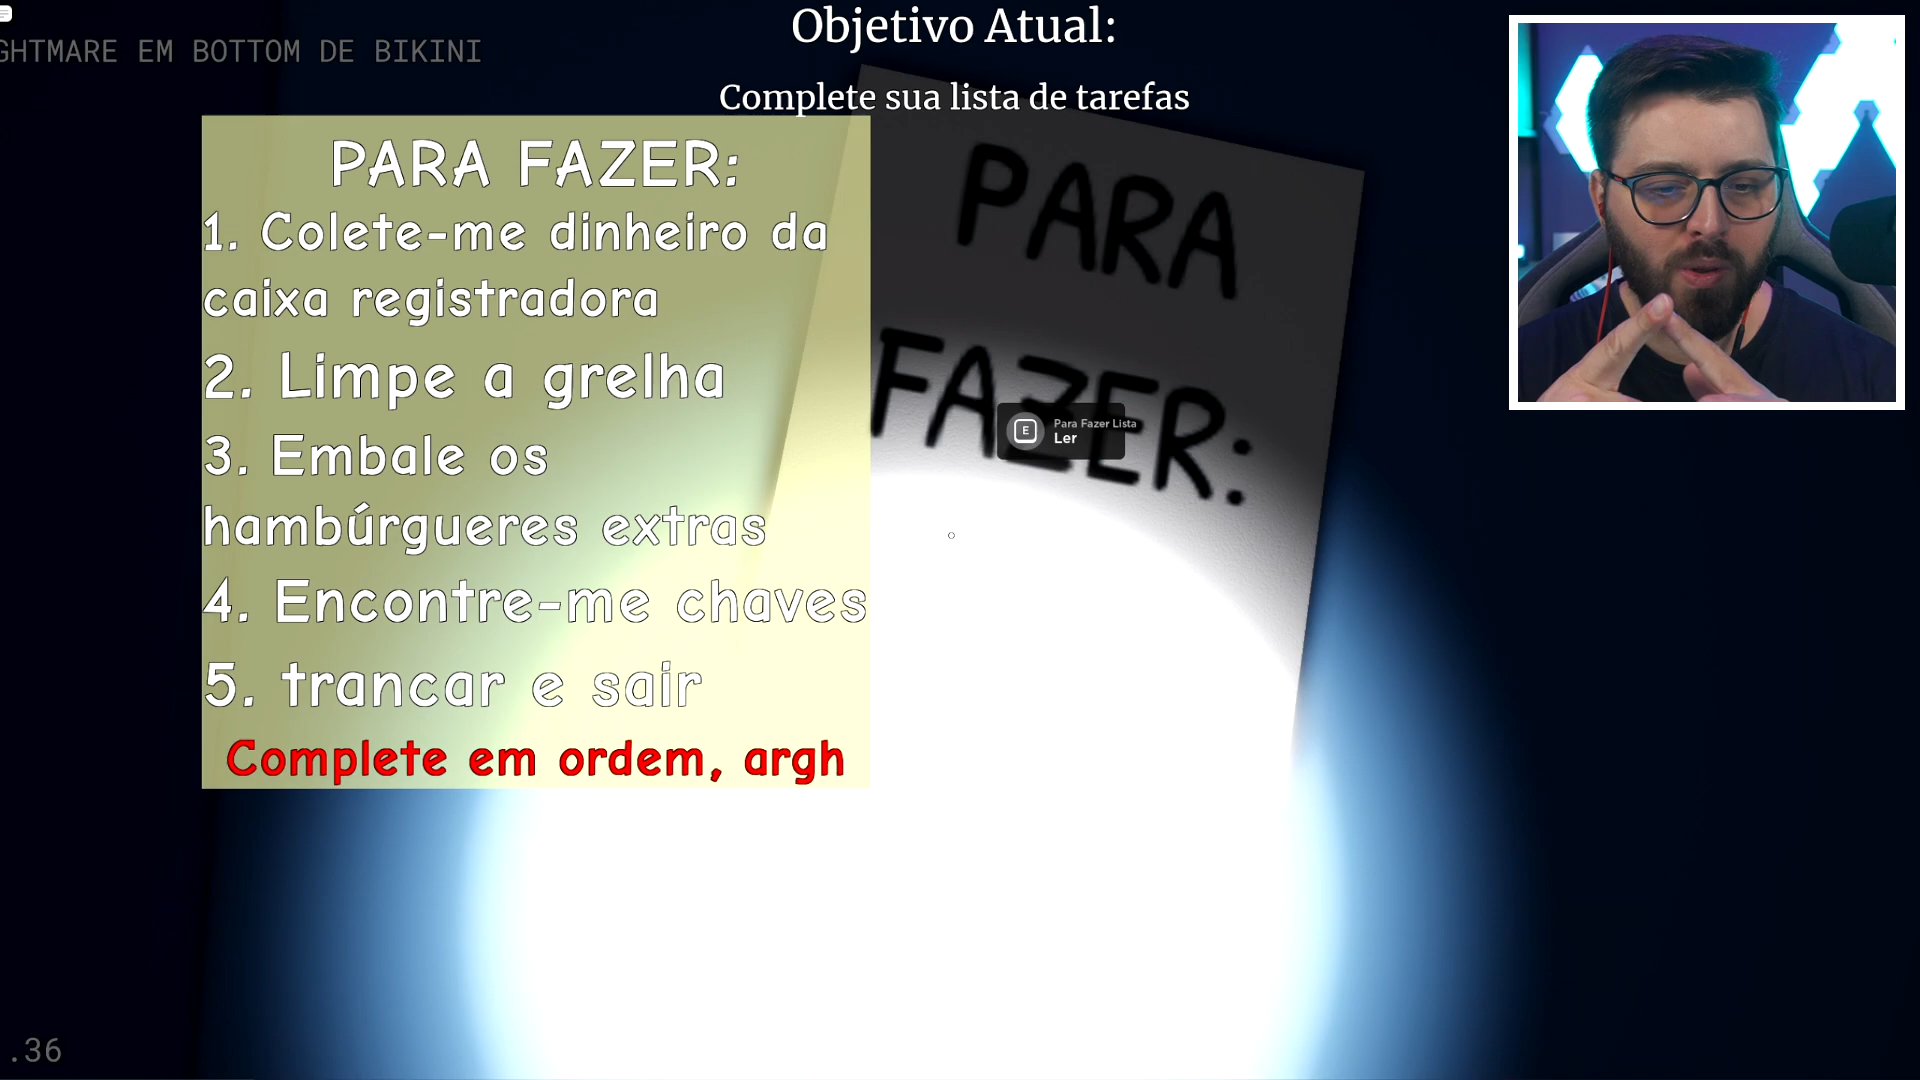 GHTMARE EM BOTTOM DE BIKINI
Objetivo Atual:
Complete sua lista de tarefas
PARA FAZER:
1. Colete-me dinheiro da
caixa registradora
2. Limpe a grelha
3. Embale os
hambúrgueres extras
4. Encontre-me chaves
5. trancar e sair
Complete em ordem, argh
PARA
FAZER:
E
Para Fazer Lista
Ler
.36